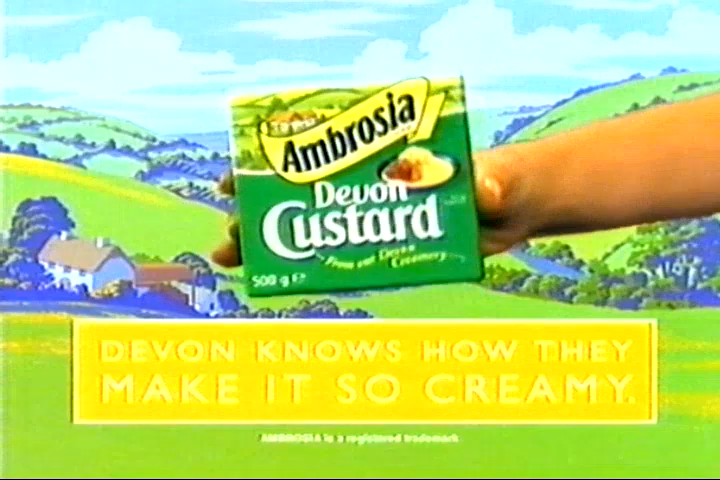 Ambrosia
Devon
Custard
From our Devon
Creamery
500 g e
DEVON KNOWS HOW THEY
MAKE IT SO CREAMY.
AMBROSIA is a registered trademark